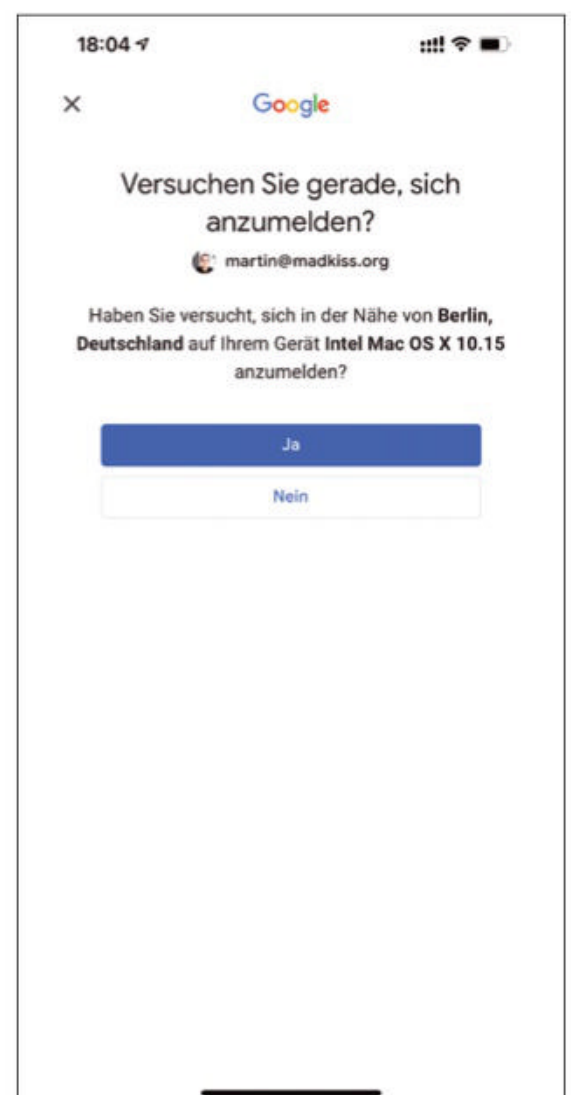 18:04
Google
Versuchen Sie gerade, sich
anzumelden?
martin@madkiss.org
Haben Sie versucht, sich in der Nähe von Berlin,
Deutschland auf Ihrem Gerät Intel Mac OS X 10.15
anzumelden?
Ja
Nein